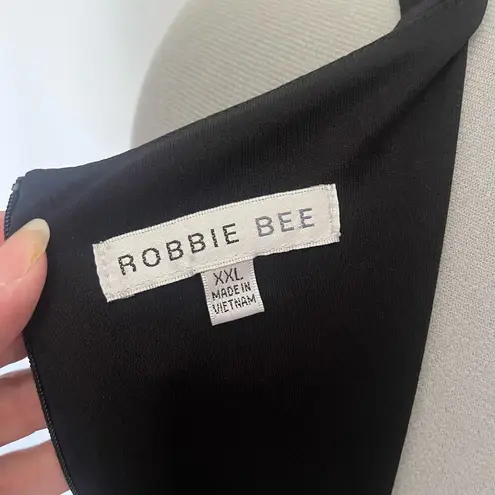 ROBBIE BEE
XXL
MADE IN
VIETNAM